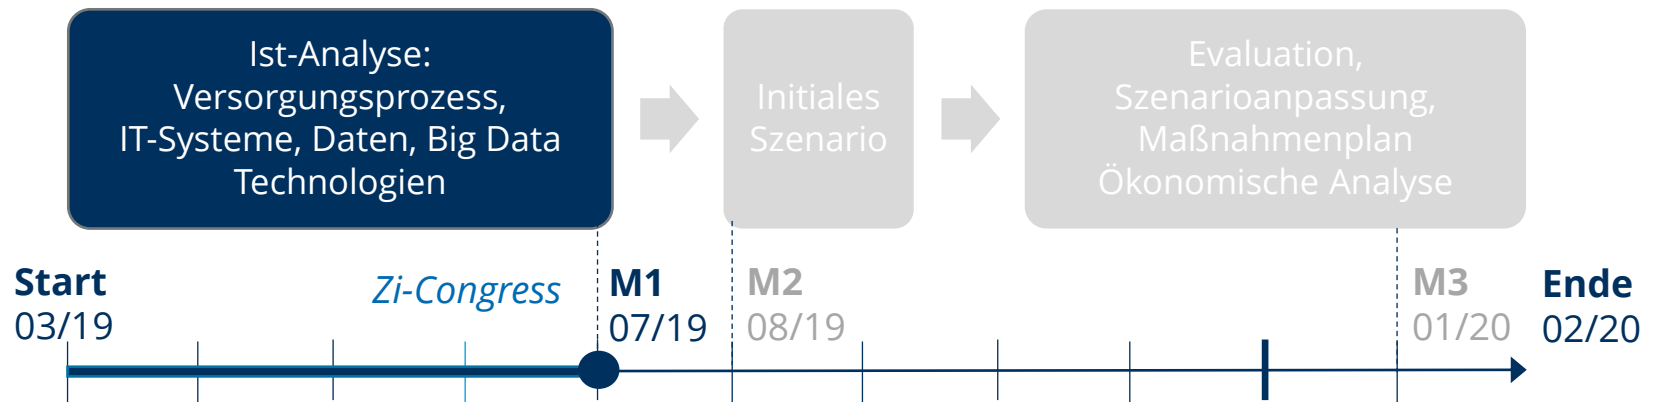 Ist-Analyse:
Versorgungsprozess,
IT-Systeme, Daten, Big Data
Technologien
Initiales
Szenario
Evaluation,
Szenarioanpassung,
Maßnahmenplan
Ökonomische Analyse
Start
03/19
Zi-Congress
M1
07/19
M2
08/19
M3
01/20
Ende
02/20